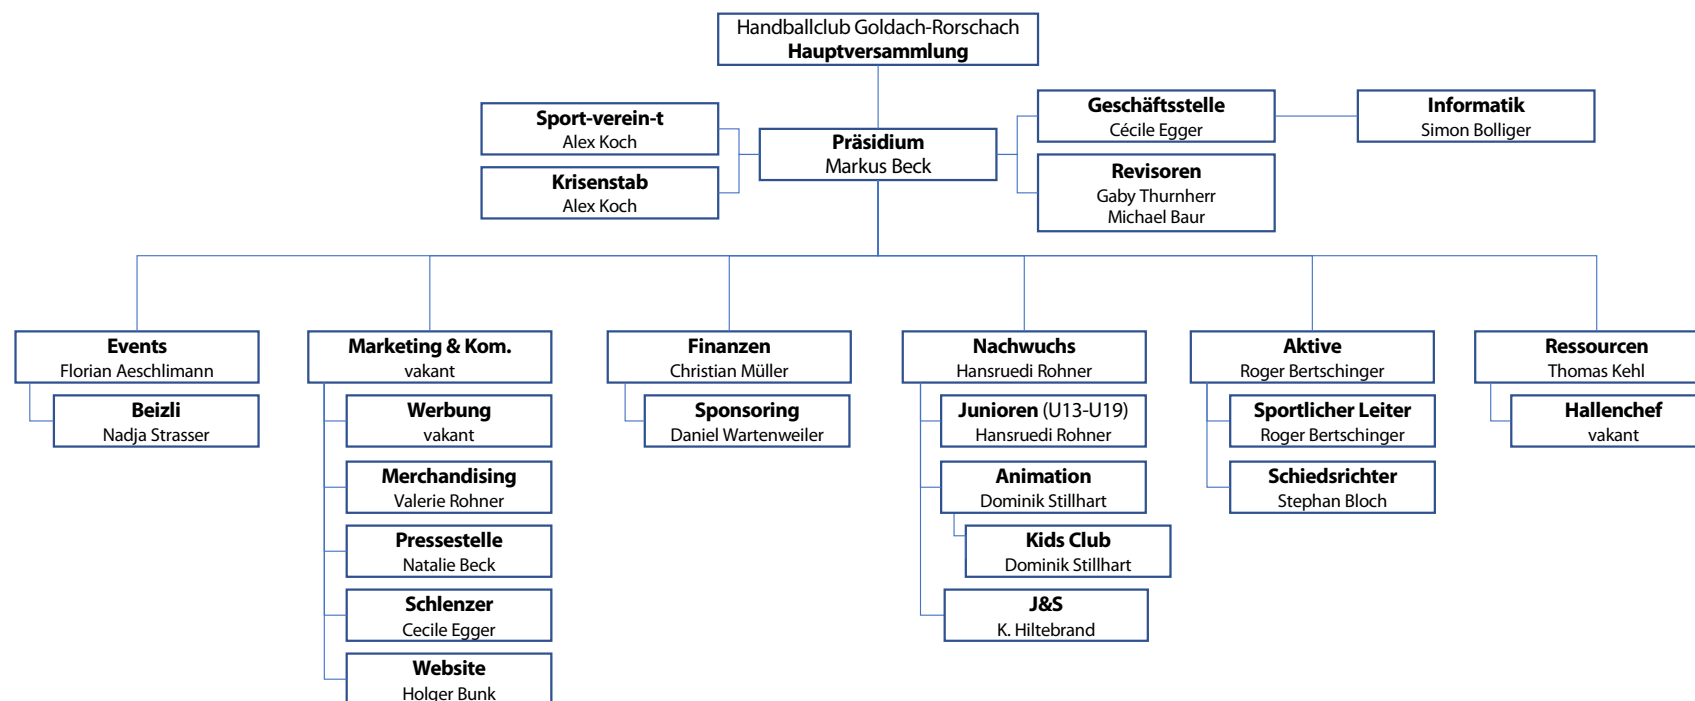 Handballclub Goldach-Rorschach
Hauptversammlung
Sport-verein-t
Alex Koch
Krisenstab
Alex Koch
Präsidium
Markus Beck
Geschäftsstelle
Cécile Egger
Informatik
Simon Bolliger
Revisoren
Gaby Thurnherr
Michael Baur
Events
Florian Aeschlimann
Beizli
Nadja Strasser
Marketing & Kom.
vakant
Werbung
vakant
Merchandising
Valerie Rohner
Pressestelle
Natalie Beck
Schlenzer
Cecile Egger
Website
Holger Bunk
Finanzen
Christian Müller
Sponsoring
Daniel Wartenweiler
Nachwuchs
Hansruedi Rohner
Junioren (U13-U19)
Hansruedi Rohner
Animation
Dominik Stillhart
Kids Club
Dominik Stillhart
J&S
K. Hiltebrand
Aktive
Roger Bertschinger
Sportlicher Leiter
Roger Bertschinger
Schiedsrichter
Stephan Bloch
Ressourcen
Thomas Kehl
Hallenchef
vakant